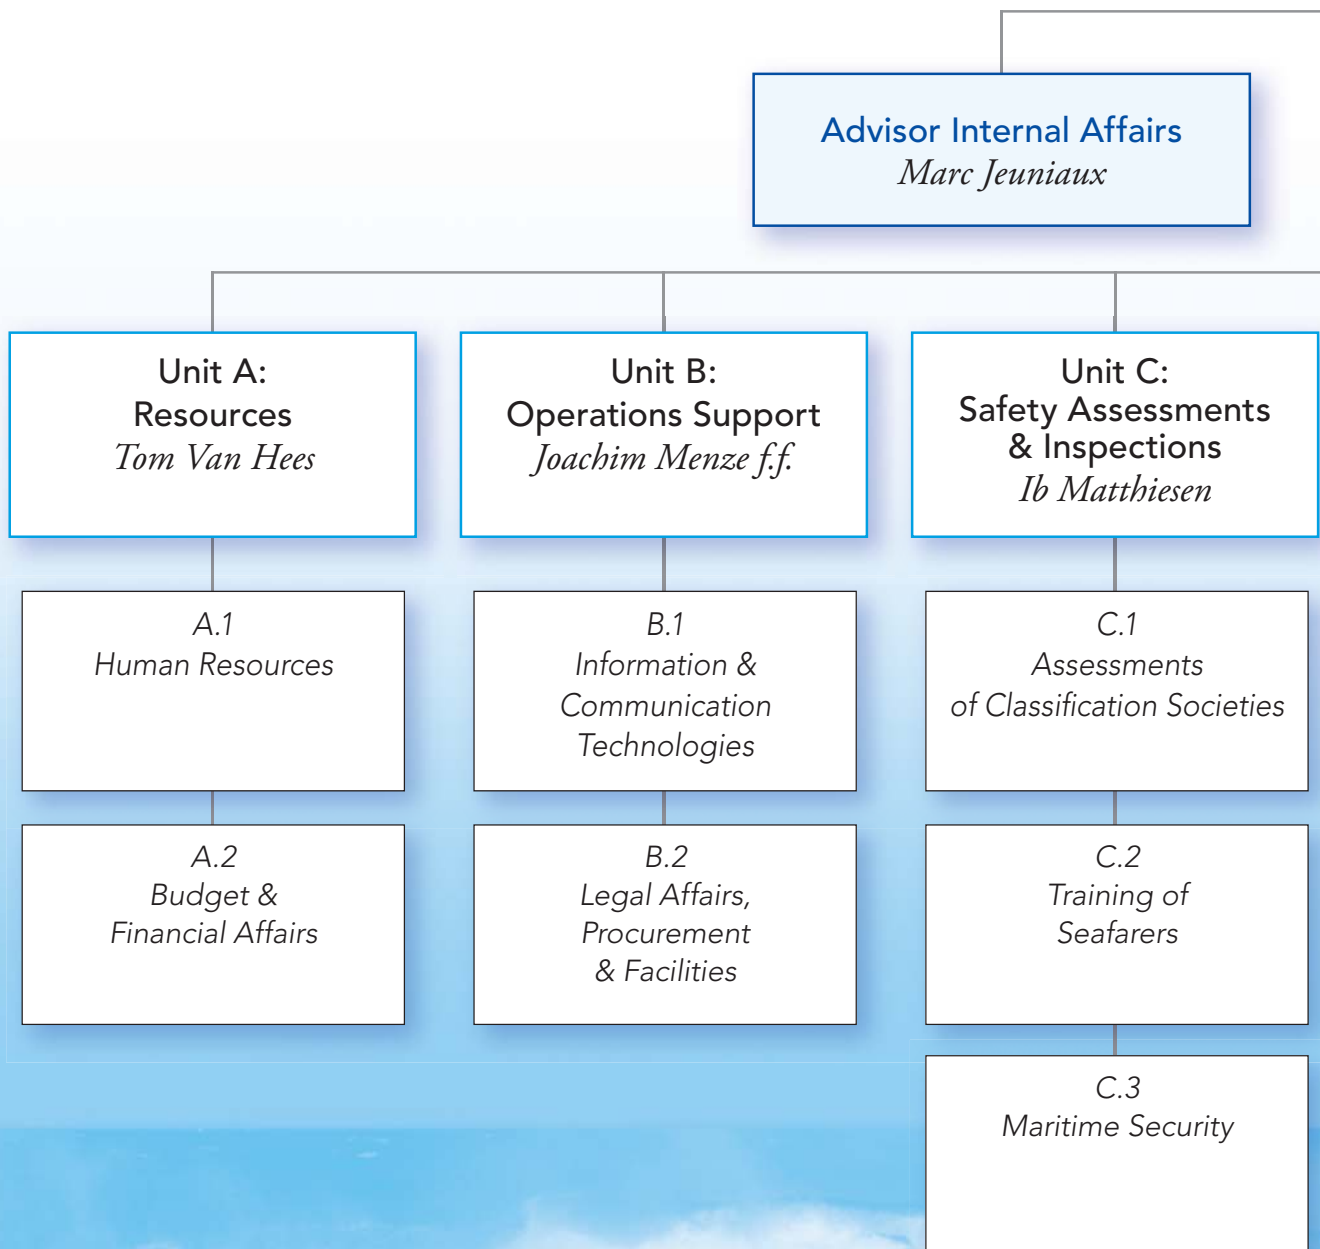 Advisor Internal Affairs
Marc Jeuniaux
Unit A:
Resources
Tom Van Hees
Unit B:
Operations Support
Joachim Menze f.f.
Unit C:
Safety Assessments
& Inspections
Ib Matthiesen
A.1
Human Resources
B.1
Information &
Communication
Technologies
C.1
Assessments
of Classification Societies
A.2
Budget &
Financial Affairs
B.2
Legal Affairs,
Procurement
& Facilities
C.2
Training of
Seafarers
C.3
Maritime Security